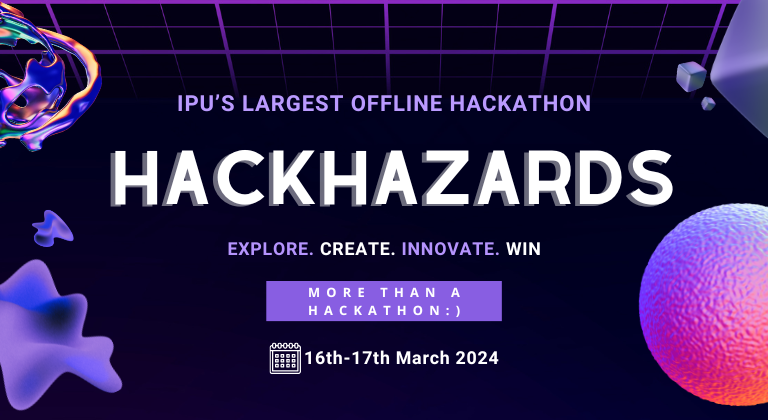 IPU’S LARGEST OFFLINE HACKATHON
HACKHAZARDS
EXPLORE. CREATE. INNOVATE. WIN
MORE THAN A
HACKATHON:)
16th-17th March 2024